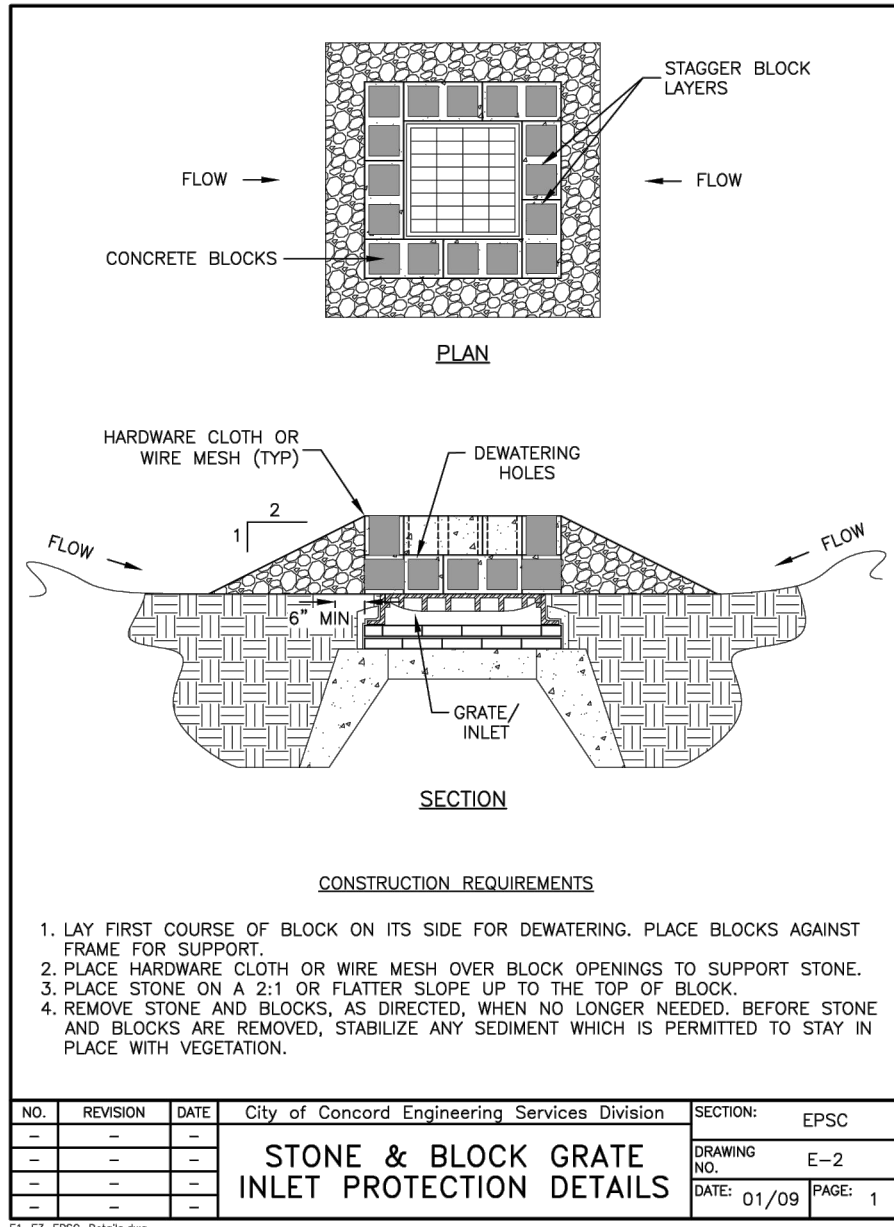 STAGGER BLOCK
LAYERS
FLOW
FLOW
CONCRETE BLOCKS
PLAN
HARDWARE CLOTH OR
WIRE MESH (TYP)
DEWATERING
HOLES
2
1
FLOW
FLOW
6" MIN
GRATE/
INLET
SECTION
CONSTRUCTION REQUIREMENTS
1. LAY FIRST COURSE OF BLOCK ON ITS SIDE FOR DEWATERING. PLACE BLOCKS AGAINST
FRAME FOR SUPPORT.
2. PLACE HARDWARE CLOTH OR WIRE MESH OVER BLOCK OPENINGS TO SUPPORT STONE.
3. PLACE STONE ON A 2:1 OR FLATTER SLOPE UP TO THE TOP OF BLOCK.
4. REMOVE STONE AND BLOCKS, AS DIRECTED, WHEN NO LONGER NEEDED. BEFORE STONE
AND BLOCKS ARE REMOVED, STABILIZE ANY SEDIMENT WHICH IS PERMITTED TO STAY IN
PLACE WITH VEGETATION.
NO. REVISION DATE
– – –
– – –
– – –
– – –
City of Concord Engineering Services Division
STONE & BLOCK GRATE
INLET PROTECTION DETAILS
SECTION: EPSC
DRAWING
NO. E-2
DATE: 01/09 PAGE: 1